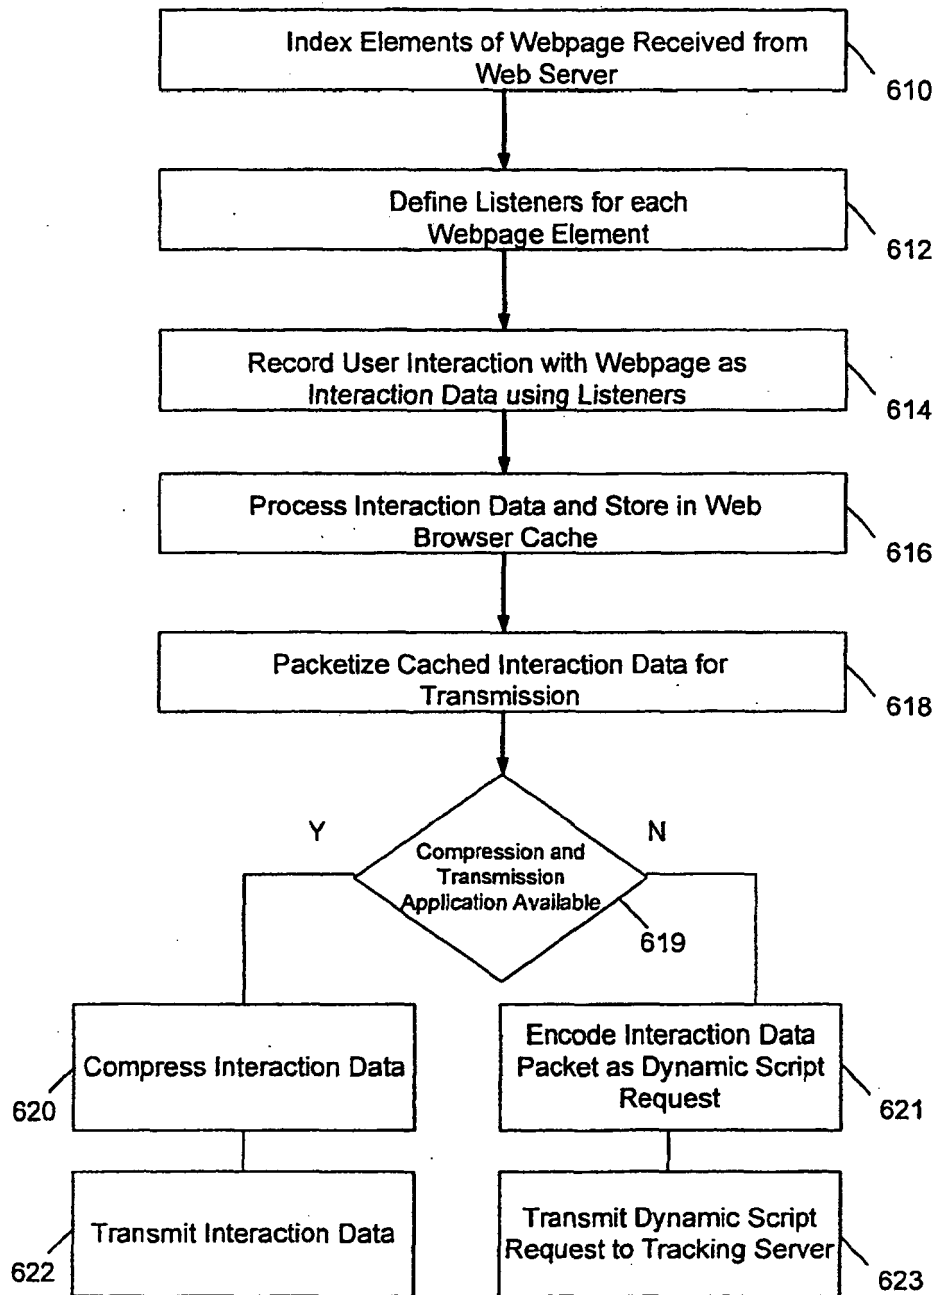 Index Elements of Webpage Received from
Web Server
610
Define Listeners for each
Webpage Element
612
Record User Interaction with Webpage as
Interaction Data using Listeners
614
Process Interaction Data and Store in Web
Browser Cache
616
Packetize Cached Interaction Data for
Transmission
618
Y
N
Compression and
Transmission
Application Available
619
Compress Interaction Data
620
Encode Interaction Data
Packet as Dynamic Script
Request
621
Transmit Interaction Data
622
Transmit Dynamic Script
Request to Tracking Server
623